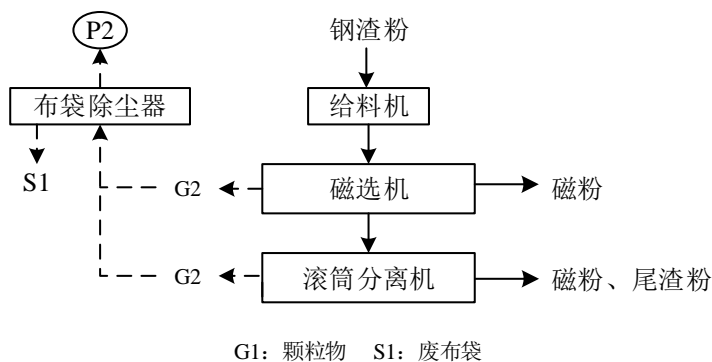 P2
钢渣粉
布袋除尘器
给料机
S1
G2
磁选机
磁粉
G2
滚筒分离机
磁粉、尾渣粉
G1：颗粒物 S1：废布袋